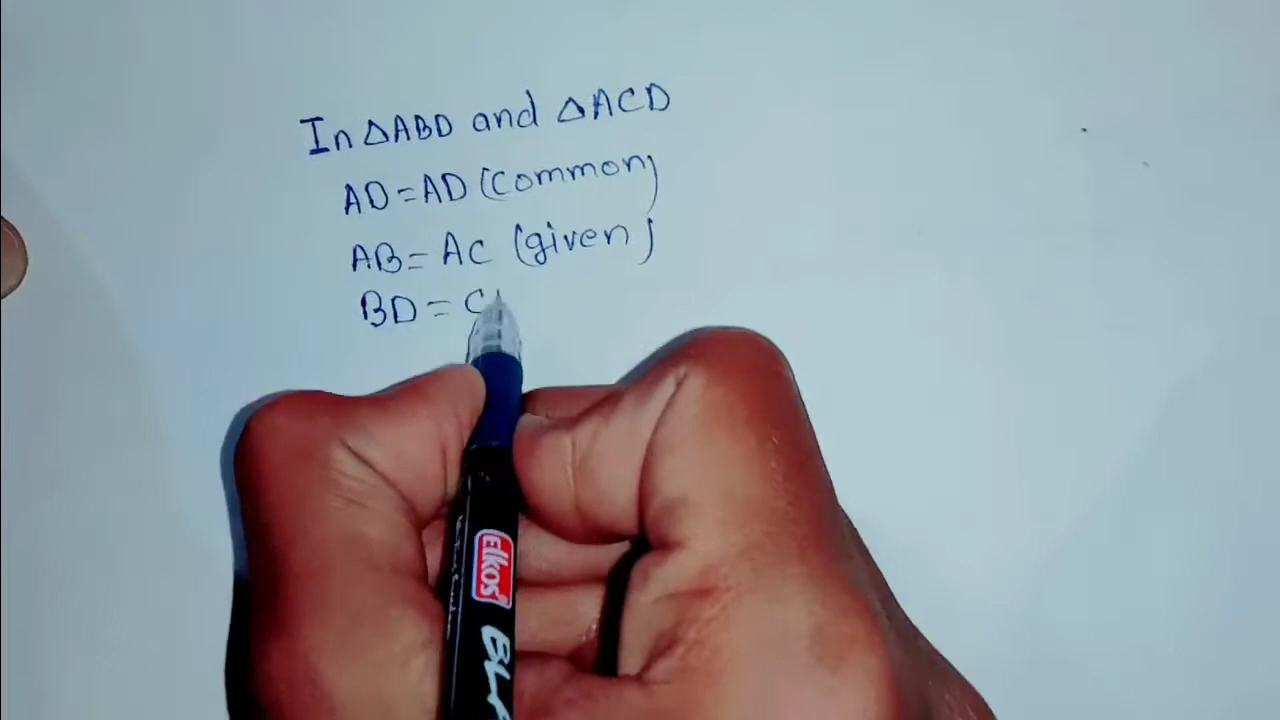 In △ABD and △ACD
AD = AD (Common)
AB = AC (given)
BD = C
Elkos